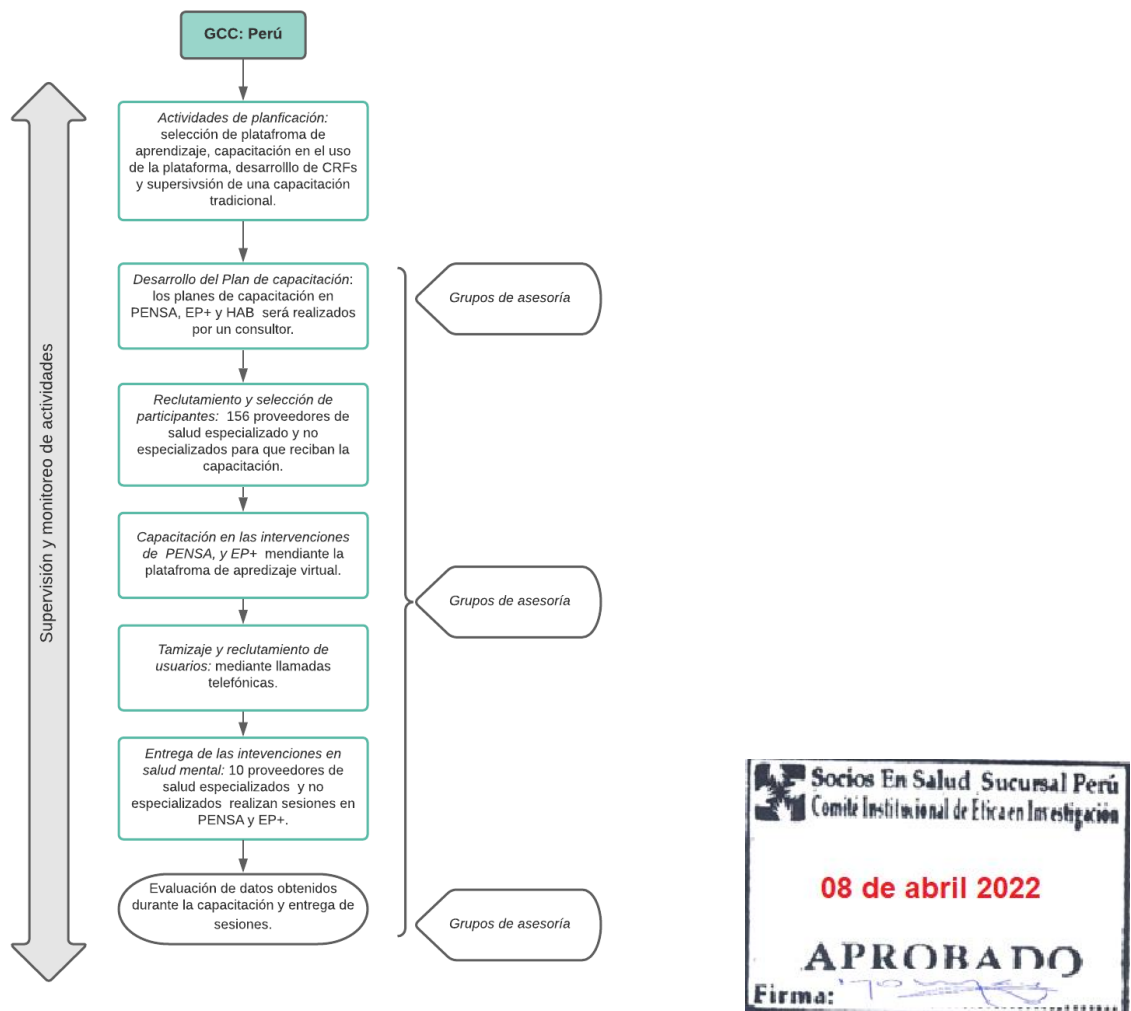 GCC: Perú
Supervisión y monitoreo de actividades
Actividades de planficación:
selección de platafroma de
aprendizaje, capacitación en el uso
de la plataforma, desarrolllo de CRFs
y supersivsión de una capacitación
tradicional.
Desarrollo del Plan de capacitación:
los planes de capacitación en
PENSA, EP+ y HAB será realizados
por un consultor.
Grupos de asesoría
Reclutamiento y selección de
participantes: 156 proveedores de
salud especializado y no
especializados para que reciban la
capacitación.
Capacitación en las intervenciones
de PENSA, y EP+ mendiante la
platafroma de apredizaje virtual.
Grupos de asesoría
Tamizaje y reclutamiento de
usuarios: mediante llamadas
telefónicas.
Entrega de las intevenciones en
salud mental: 10 proveedores de
salud especializados y no
especializados realizan sesiones en
PENSA y EP+.
Evaluación de datos obtenidos
durante la capacitación y entrega de
sesiones.
Grupos de asesoría
Socios En Salud Sucursal Perú
Comité Institucional de Etica en Investigación
08 de abril 2022
APROBADO
Firma: